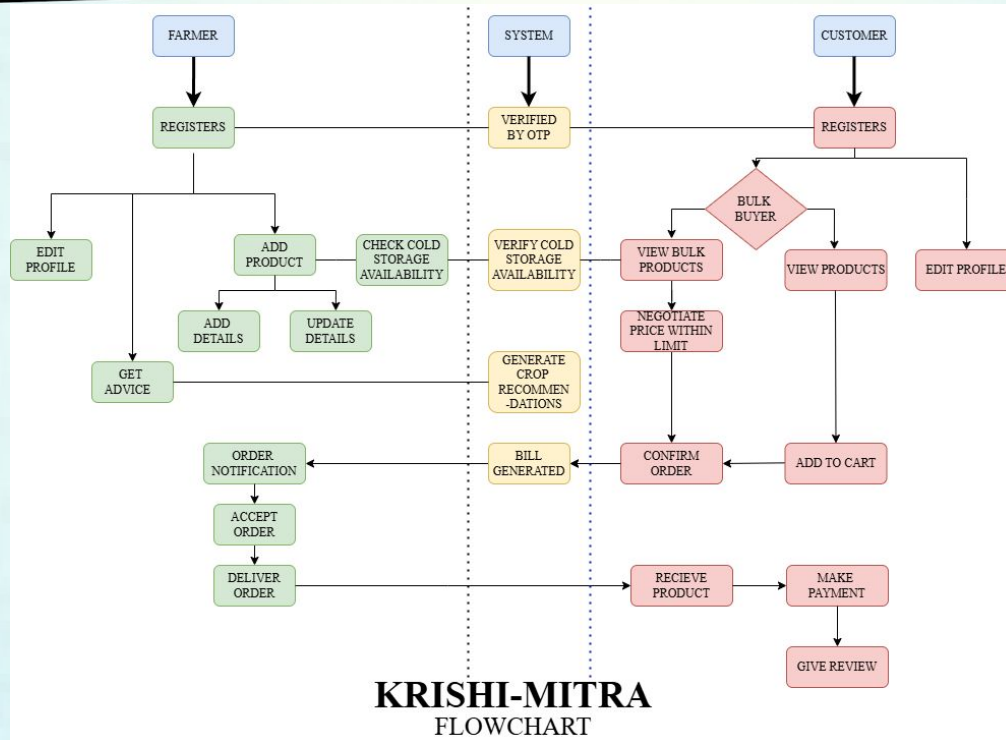 FARMER
SYSTEM
CUSTOMER
REGISTERS
VERIFIED
BY OTP
REGISTERS
BULK
BUYER
EDIT
PROFILE
ADD
PRODUCT
CHECK COLD
STORAGE
AVAILABILITY
VERIFY COLD
STORAGE
AVAILABILITY
VIEW BULK
PRODUCTS
VIEW PRODUCTS
EDIT PROFILE
ADD
DETAILS
UPDATE
DETAILS
NEGOTIATE
PRICE WITHIN
LIMIT
GET
ADVICE
GENERATE
CROP
RECOMMEN
-DATIONS
ORDER
NOTIFICATION
BILL
GENERATED
CONFIRM
ORDER
ADD TO CART
ACCEPT
ORDER
DELIVER
ORDER
RECIEVE
PRODUCT
MAKE
PAYMENT
GIVE REVIEW
KRISHI-MITRA
FLOWCHART